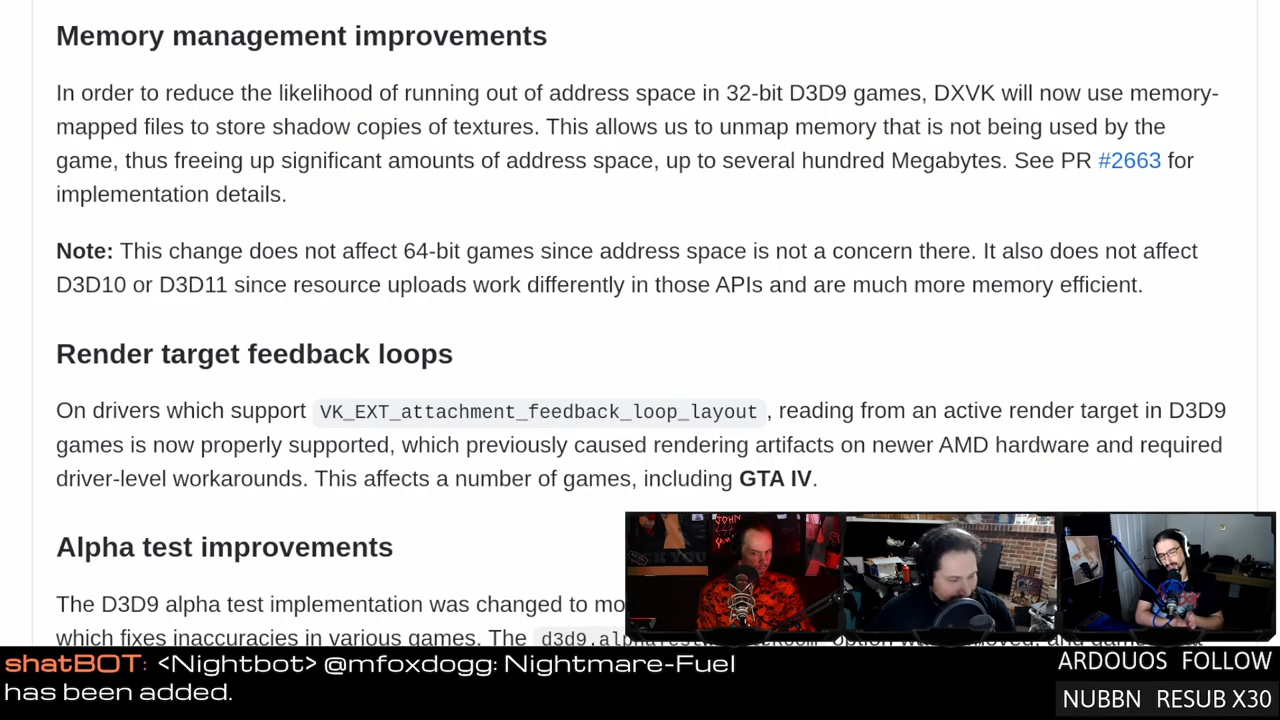 Memory management improvements
In order to reduce the likelihood of running out of address space in 32-bit D3D9 games, DXVK will now use memory-
mapped files to store shadow copies of textures. This allows us to unmap memory that is not being used by the
game, thus freeing up significant amounts of address space, up to several hundred Megabytes. See PR #2663 for
implementation details.
Note: This change does not affect 64-bit games since address space is not a concern there. It also does not affect
D3D10 or D3D11 since resource uploads work differently in those APIs and are much more memory efficient.
Render target feedback loops
On drivers which support VK_EXT_attachment_feedback_loop_layout, reading from an active render target in D3D9
games is now properly supported, which previously caused rendering artifacts on newer AMD hardware and required
driver-level workarounds. This affects a number of games, including GTA IV.
Alpha test improvements
The D3D9 alpha test implementation was changed to mo
which fixes inaccuracies in various games. The
JOHN
shatBOT: <Nightbot> @mfoxdogg: Nightmare-Fuel
has been added.
ARDOUOS FOLLOW
NUBBN RESUB X30